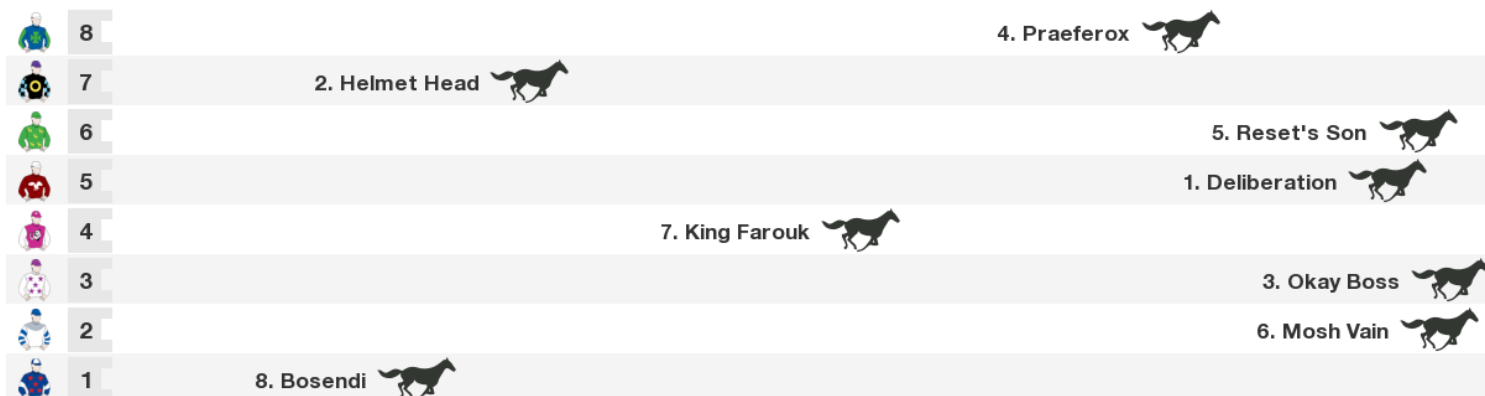 8 4. Praeferox
7 2. Helmet Head
6 5. Reset's Son
5 1. Deliberation
4 7. King Farouk
3 3. Okay Boss
2 6. Mosh Vain
1 8. Bosendi